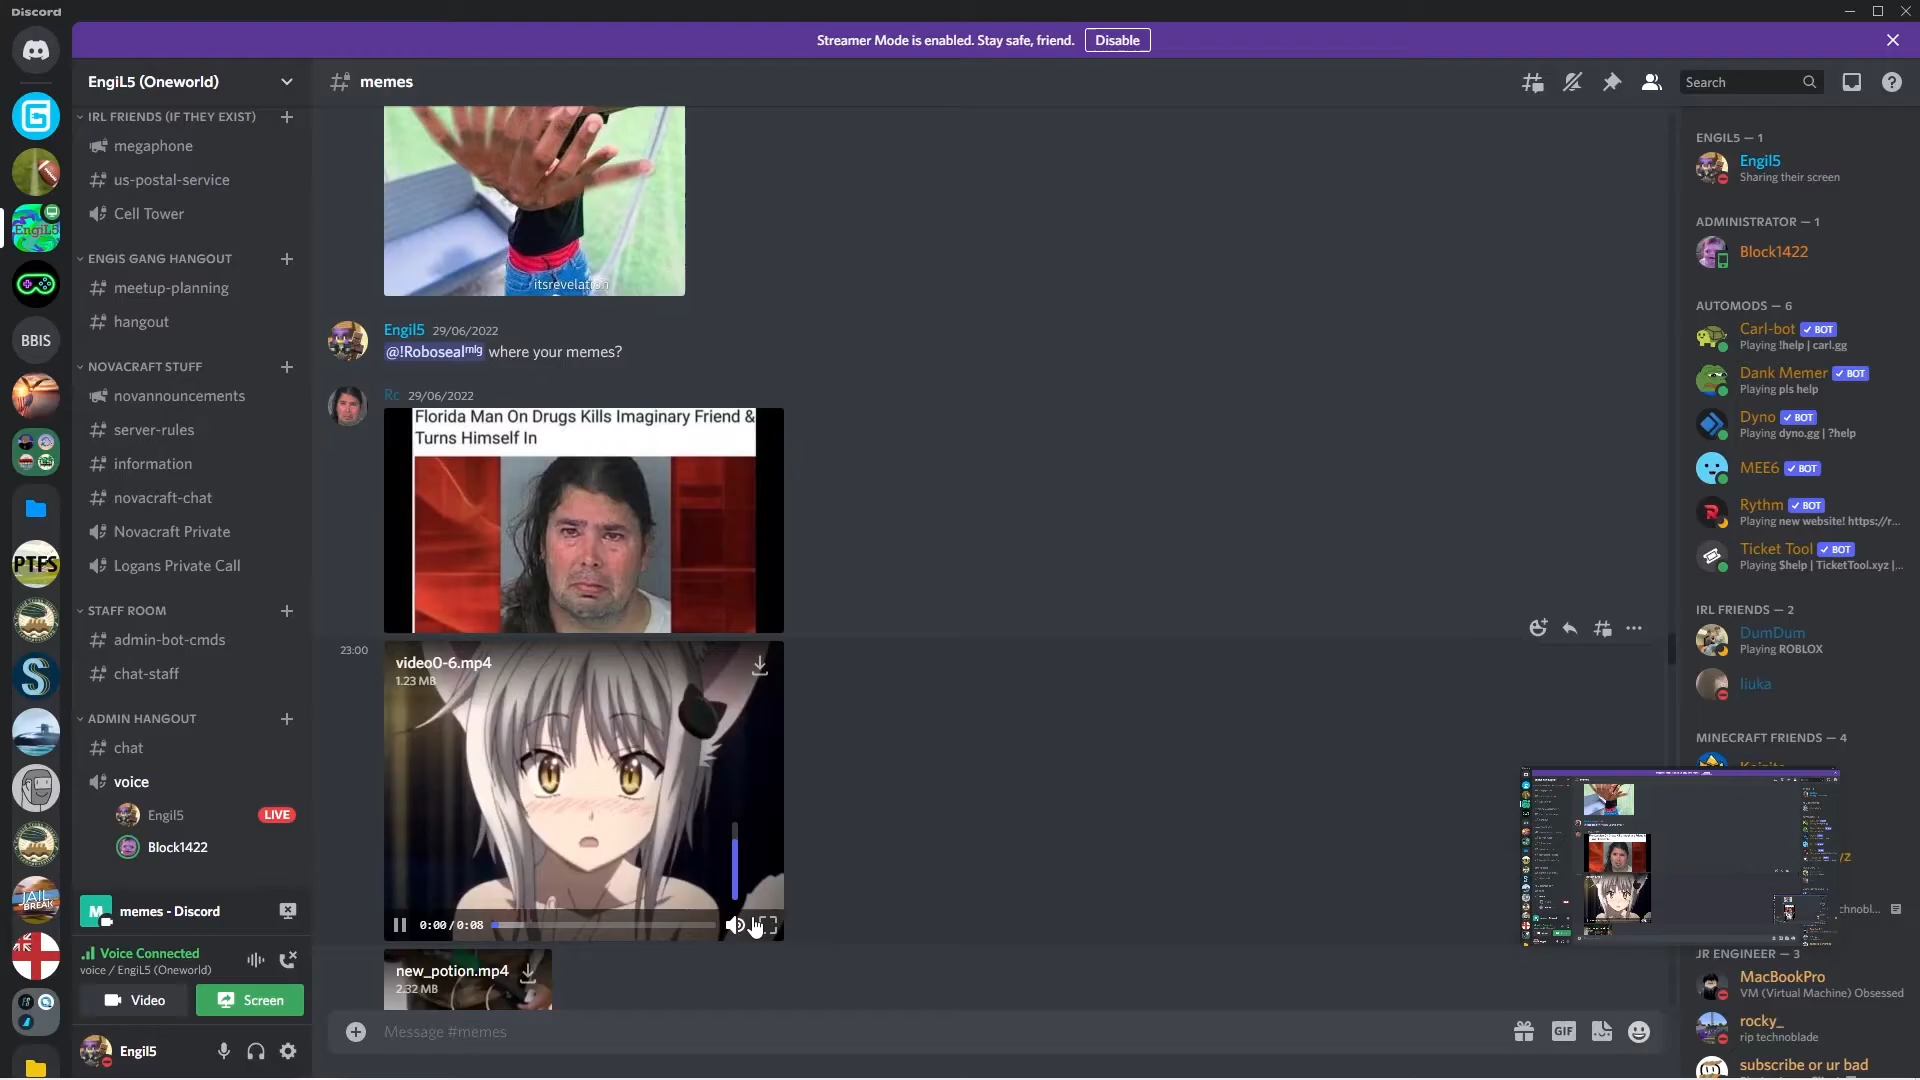 Discord
Streamer Mode is enabled. Stay safe, friend.
Disable
EngiL5 (Oneworld)
IRL FRIENDS (IF THEY EXIST)
megaphone
us-postal-service
Cell Tower
ENGIS GANG HANGOUT
meetup-planning
hangout
NOVACRAFT STUFF
novannouncements
server-rules
information
novacraft-chat
Novacraft Private
Logans Private Call
STAFF ROOM
admin-bot-cmds
chat-staff
ADMIN HANGOUT
chat
voice
Engil5
LIVE
Block1422
M
memes - Discord
Voice Connected
voice / EngiL5 (Oneworld)
Video
Screen
Engil5
EngiL5
BBIS
PTFS
JAIL
BREAK
memes
Search
itsrevelation
Engil5 29/06/2022
@!Robosealᵐˡᵍ where your memes?
Rc 29/06/2022
Florida Man On Drugs Kills Imaginary Friend &
Turns Himself In
23:00
video0-6.mp4
1.23 MB
0:00/0:08
new_potion.mp4
2.32 MB
Message #memes
GIF
ENGIL5 — 1
Engil5
Sharing their screen
ADMINISTRATOR — 1
Block1422
AUTOMODS — 6
Carl-bot BOT
Playing !help | carl.gg
Dank Memer BOT
Playing pls help
Dyno BOT
Playing dyno.gg | ?help
MEE6 BOT
Rythm BOT
Playing new website! https://r...
Ticket Tool BOT
Playing $help | TicketTool.xyz |...
IRL FRIENDS — 2
DumDum
Playing ROBLOX
liuka
MINECRAFT FRIENDS — 4
yz
chnobl...
JR ENGINEER — 3
MacBookPro
VM (Virtual Machine) Obsessed
rocky_
rip technoblade
subscribe or ur bad